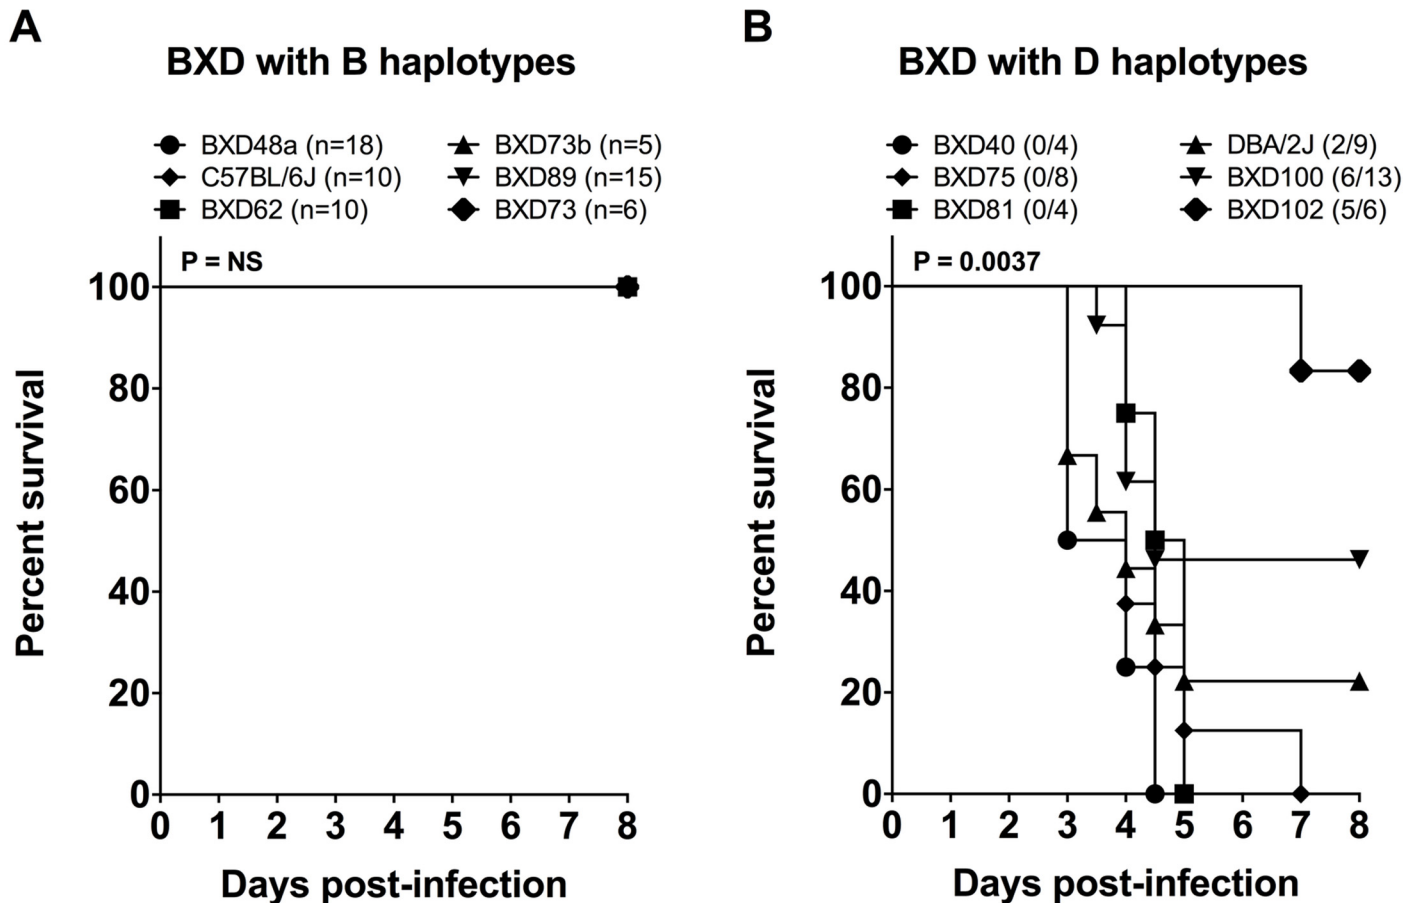 A
BXD with B haplotypes
BXD48a (n=18)
BXD73b (n=5)
C57BL/6J (n=10)
BXD89 (n=15)
BXD62 (n=10)
BXD73 (n=6)
P = NS
100
80
60
40
20
0
Percent survival
0 1 2 3 4 5 6 7 8
Days post-infection
B
BXD with D haplotypes
BXD40 (0/4)
DBA/2J (2/9)
BXD75 (0/8)
BXD100 (6/13)
BXD81 (0/4)
BXD102 (5/6)
P = 0.0037
100
80
60
40
20
0
Percent survival
0 1 2 3 4 5 6 7 8
Days post-infection